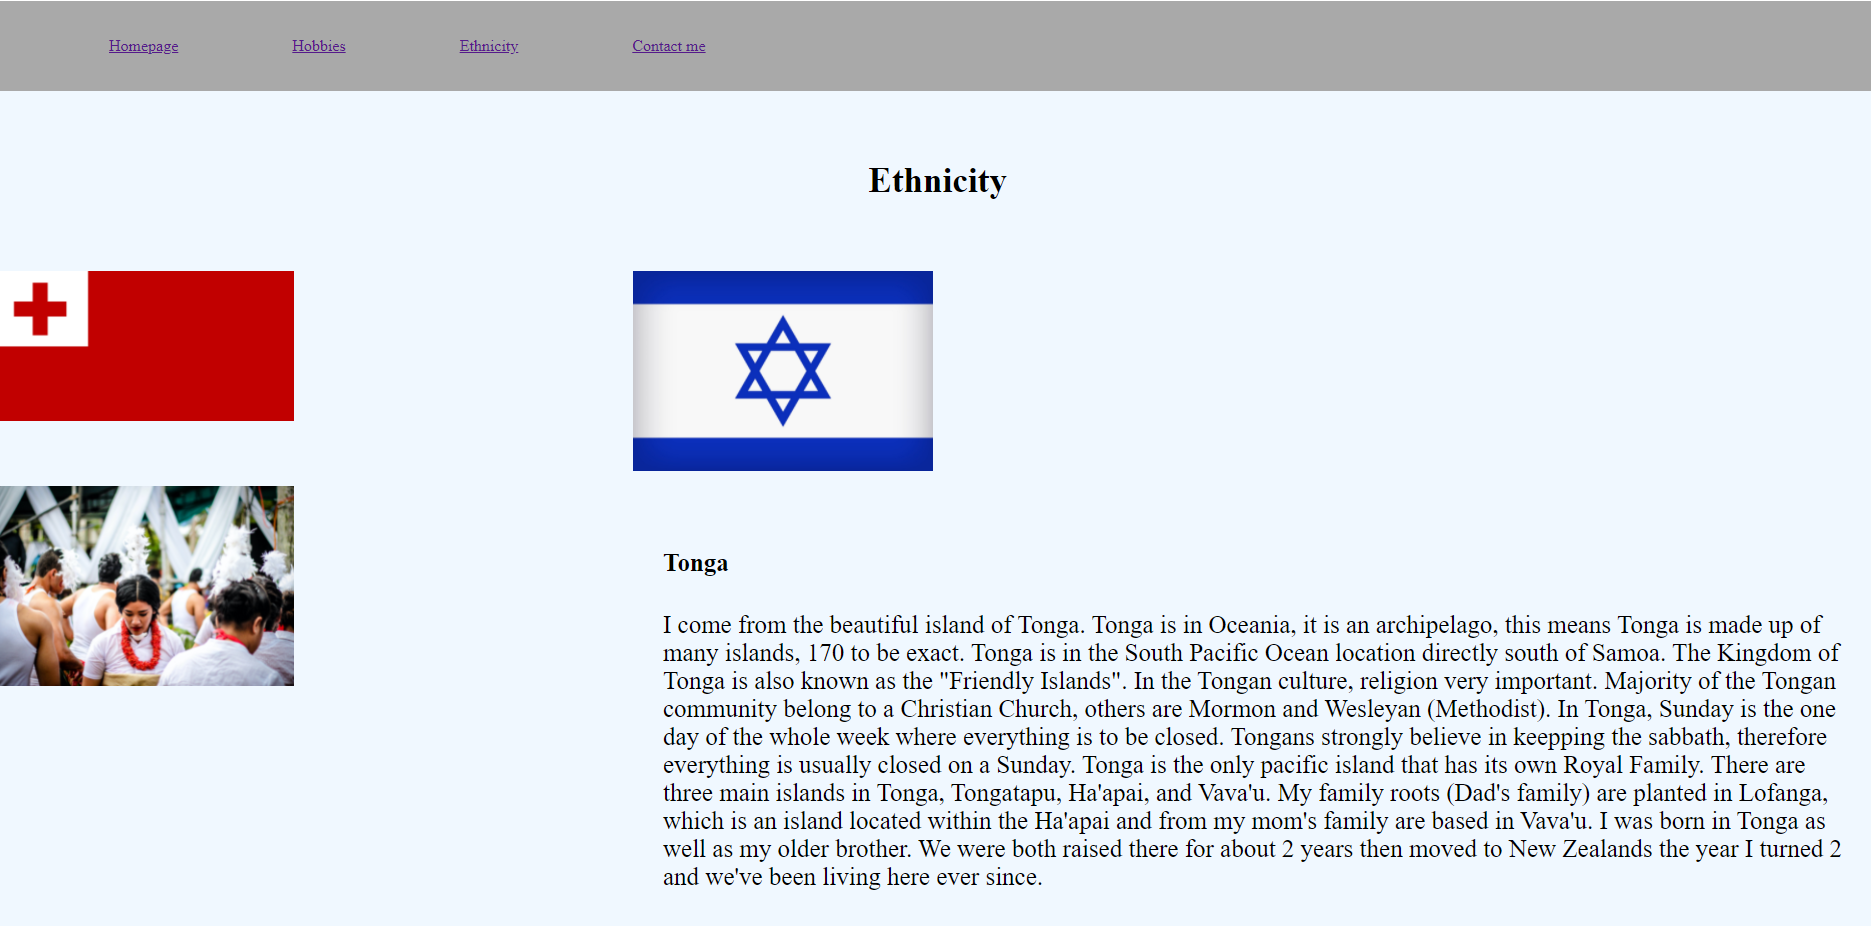 Homepage
Hobbies
Ethnicity
Contact me
Ethnicity
Tonga
I come from the beautiful island of Tonga. Tonga is in Oceania, it is an archipelago, this means Tonga is made up of
many islands, 170 to be exact. Tonga is in the South Pacific Ocean location directly south of Samoa. The Kingdom of
Tonga is also known as the "Friendly Islands". In the Tongan culture, religion very important. Majority of the Tongan
community belong to a Christian Church, others are Mormon and Wesleyan (Methodist). In Tonga, Sunday is the one
day of the whole week where everything is to be closed. Tongans strongly believe in keepping the sabbath, therefore
everything is usually closed on a Sunday. Tonga is the only pacific island that has its own Royal Family. There are
three main islands in Tonga, Tongatapu, Ha'apai, and Vava'u. My family roots (Dad's family) are planted in Lofanga,
which is an island located within the Ha'apai and from my mom's family are based in Vava'u. I was born in Tonga as
well as my older brother. We were both raised there for about 2 years then moved to New Zealands the year I turned 2
and we've been living here ever since.